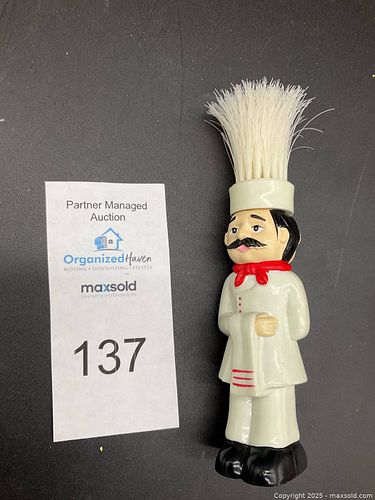 Partner Managed
Auction
OrganizedHaven
MOVING • DOWNSIZING • ESTATES
maxsold
137
Copyright 2025 - maxsold.com